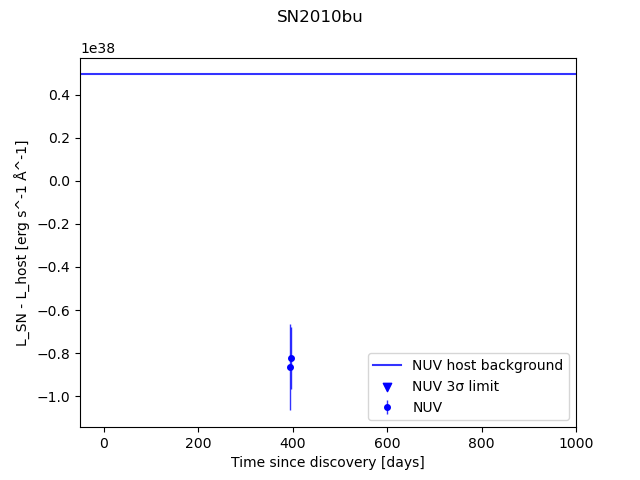 SN2010bu
1e38
0.4
0.2
0.0
−0.2
−0.4
−0.6
−0.8
−1.0
L_SN - L_host [erg s^-1 Å^-1]
NUV host background
NUV 3σ limit
NUV
0 200 400 600 800 1000
Time since discovery [days]